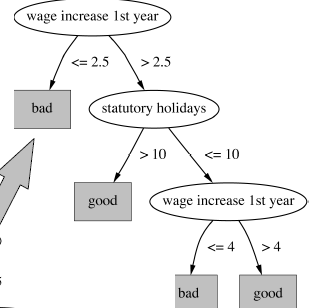 wage increase 1st year
<= 2.5
> 2.5
bad
statutory holidays
> 10
<= 10
good
wage increase 1st year
<= 4
> 4
bad
good